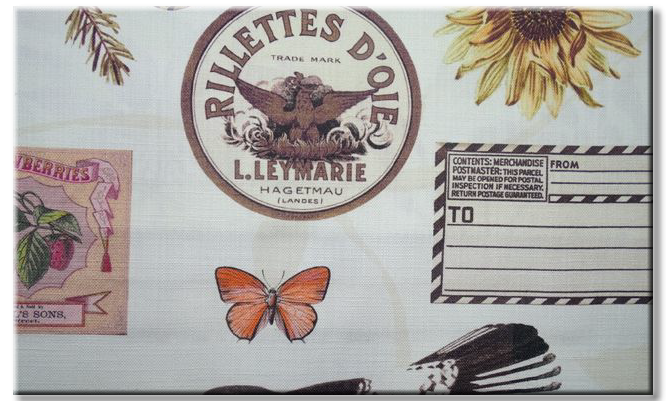 RILLETTES D'OIE
TRADE MARK
L. LEYMARIE
HAGETMAU
(LANDES)
CONTENTS: MERCHANDISE
POSTMASTER: THIS PARCEL
MAY BE OPENED FOR POSTAL
INSPECTION IF NECESSARY.
RETURN POSTAGE GUARANTEED.
FROM
TO
WBERRIES
'S SONS,